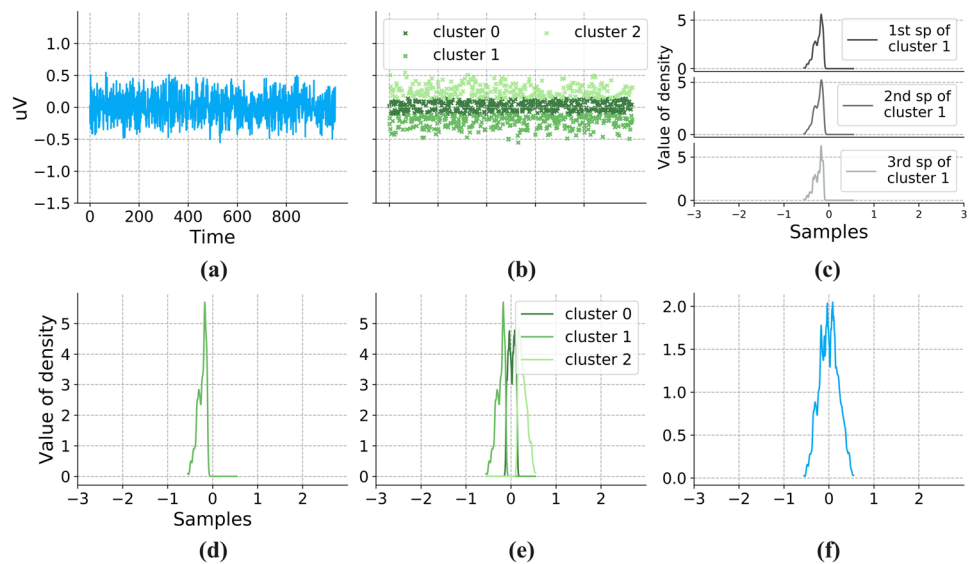 1.0
0.5
0.0
−0.5
−1.0
−1.5
uV
0 200 400 600 800
Time
(a)
cluster 0
cluster 1
cluster 2
(b)
5
0
1st sp of
cluster 1
5
0
2nd sp of
cluster 1
5
0
3rd sp of
cluster 1
Value of density
−3 −2 −1 0 1 2 3
Samples
(c)
5
4
3
2
1
0
Value of density
−3 −2 −1 0 1 2
Samples
(d)
5
4
3
2
1
0
cluster 0
cluster 1
cluster 2
−3 −2 −1 0 1 2
(e)
2.0
1.5
1.0
0.5
0.0
−3 −2 −1 0 1 2
(f)